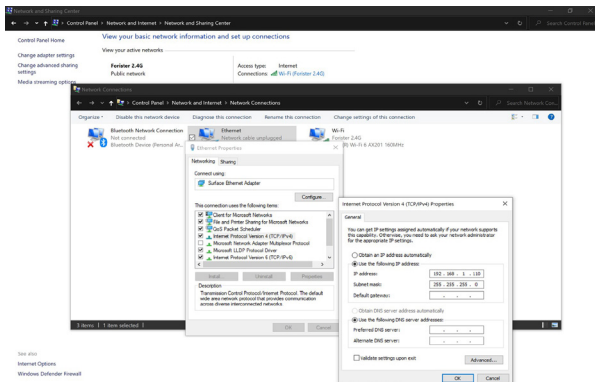 Network and Sharing Center
Control Panel > Network and Internet > Network and Sharing Center
Search Control Panel
Control Panel Home
Change adapter settings
Change advanced sharing
settings
Media streaming options
View your basic network information and set up connections
View your active networks
Forister 2.4G
Public network
Access type: Internet
Connections: Wi-Fi (Forister 2.4G)
Network Connections
Control Panel > Network and Internet > Network Connections
Search Network Con...
Organize
Disable this network device
Diagnose this connection
Rename this connection
Change settings of this connection
Bluetooth Network Connection
Not connected
Bluetooth Device (Personal Ar...
Ethernet
Network cable unplugged
Wi-Fi
Forister 2.4G
(R) Wi-Fi 6 AX201 160MHz
Ethernet Properties
Networking Sharing
Connect using:
Surface Ethernet Adapter
Configure...
This connection uses the following items:
Client for Microsoft Networks
File and Printer Sharing for Microsoft Networks
QoS Packet Scheduler
Internet Protocol Version 4 (TCP/IPv4)
Microsoft Network Adapter Multiplexor Protocol
Microsoft LLDP Protocol Driver
Internet Protocol Version 6 (TCP/IPv6)
Install...
Uninstall
Properties
Description
Transmission Control Protocol/Internet Protocol. The default
wide area network protocol that provides communication
across diverse interconnected networks.
OK
Cancel
Internet Protocol Version 4 (TCP/IPv4) Properties
General
You can get IP settings assigned automatically if your network supports
this capability. Otherwise, you need to ask your network administrator
for the appropriate IP settings.
Obtain an IP address automatically
Use the following IP address:
IP address: 192 . 168 . 1 . 110
Subnet mask: 255 . 255 . 255 . 0
Default gateway: . . .
Obtain DNS server address automatically
Use the following DNS server addresses:
Preferred DNS server: . . .
Alternate DNS server: . . .
Validate settings upon exit
Advanced...
OK
Cancel
3 items
1 item selected
See also
Internet Options
Windows Defender Firewall